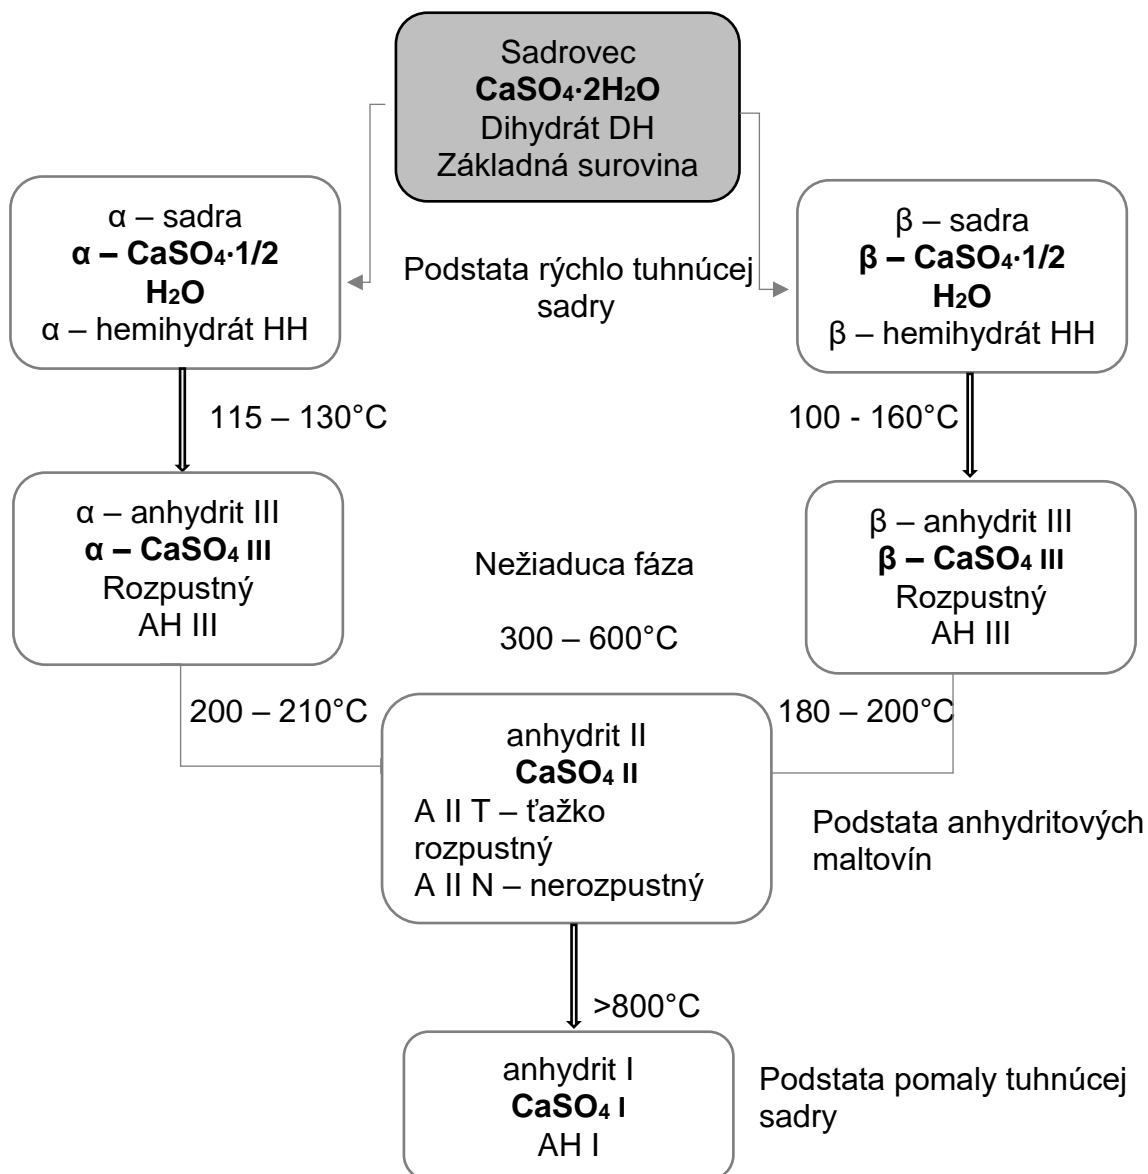 Sadrovec
CaSO₄·2H₂O
Dihydrát DH
Základná surovina
α – sadra
α – CaSO₄·1/2
H₂O
α – hemihydrát HH
Podstata rýchlo tuhnúcej
sadry
β – sadra
β – CaSO₄·1/2
H₂O
β – hemihydrát HH
115 – 130°C
100 - 160°C
α – anhydrit III
α – CaSO₄ III
Rozpustný
AH III
Nežiaduca fáza
300 – 600°C
β – anhydrit III
β – CaSO₄ III
Rozpustný
AH III
200 – 210°C
180 – 200°C
anhydrit II
CaSO₄ II
A II T – ťažko
rozpustný
A II N – nerozpustný
Podstata anhydritových
maltovín
>800°C
anhydrit I
CaSO₄ I
AH I
Podstata pomaly tuhnúcej
sadry